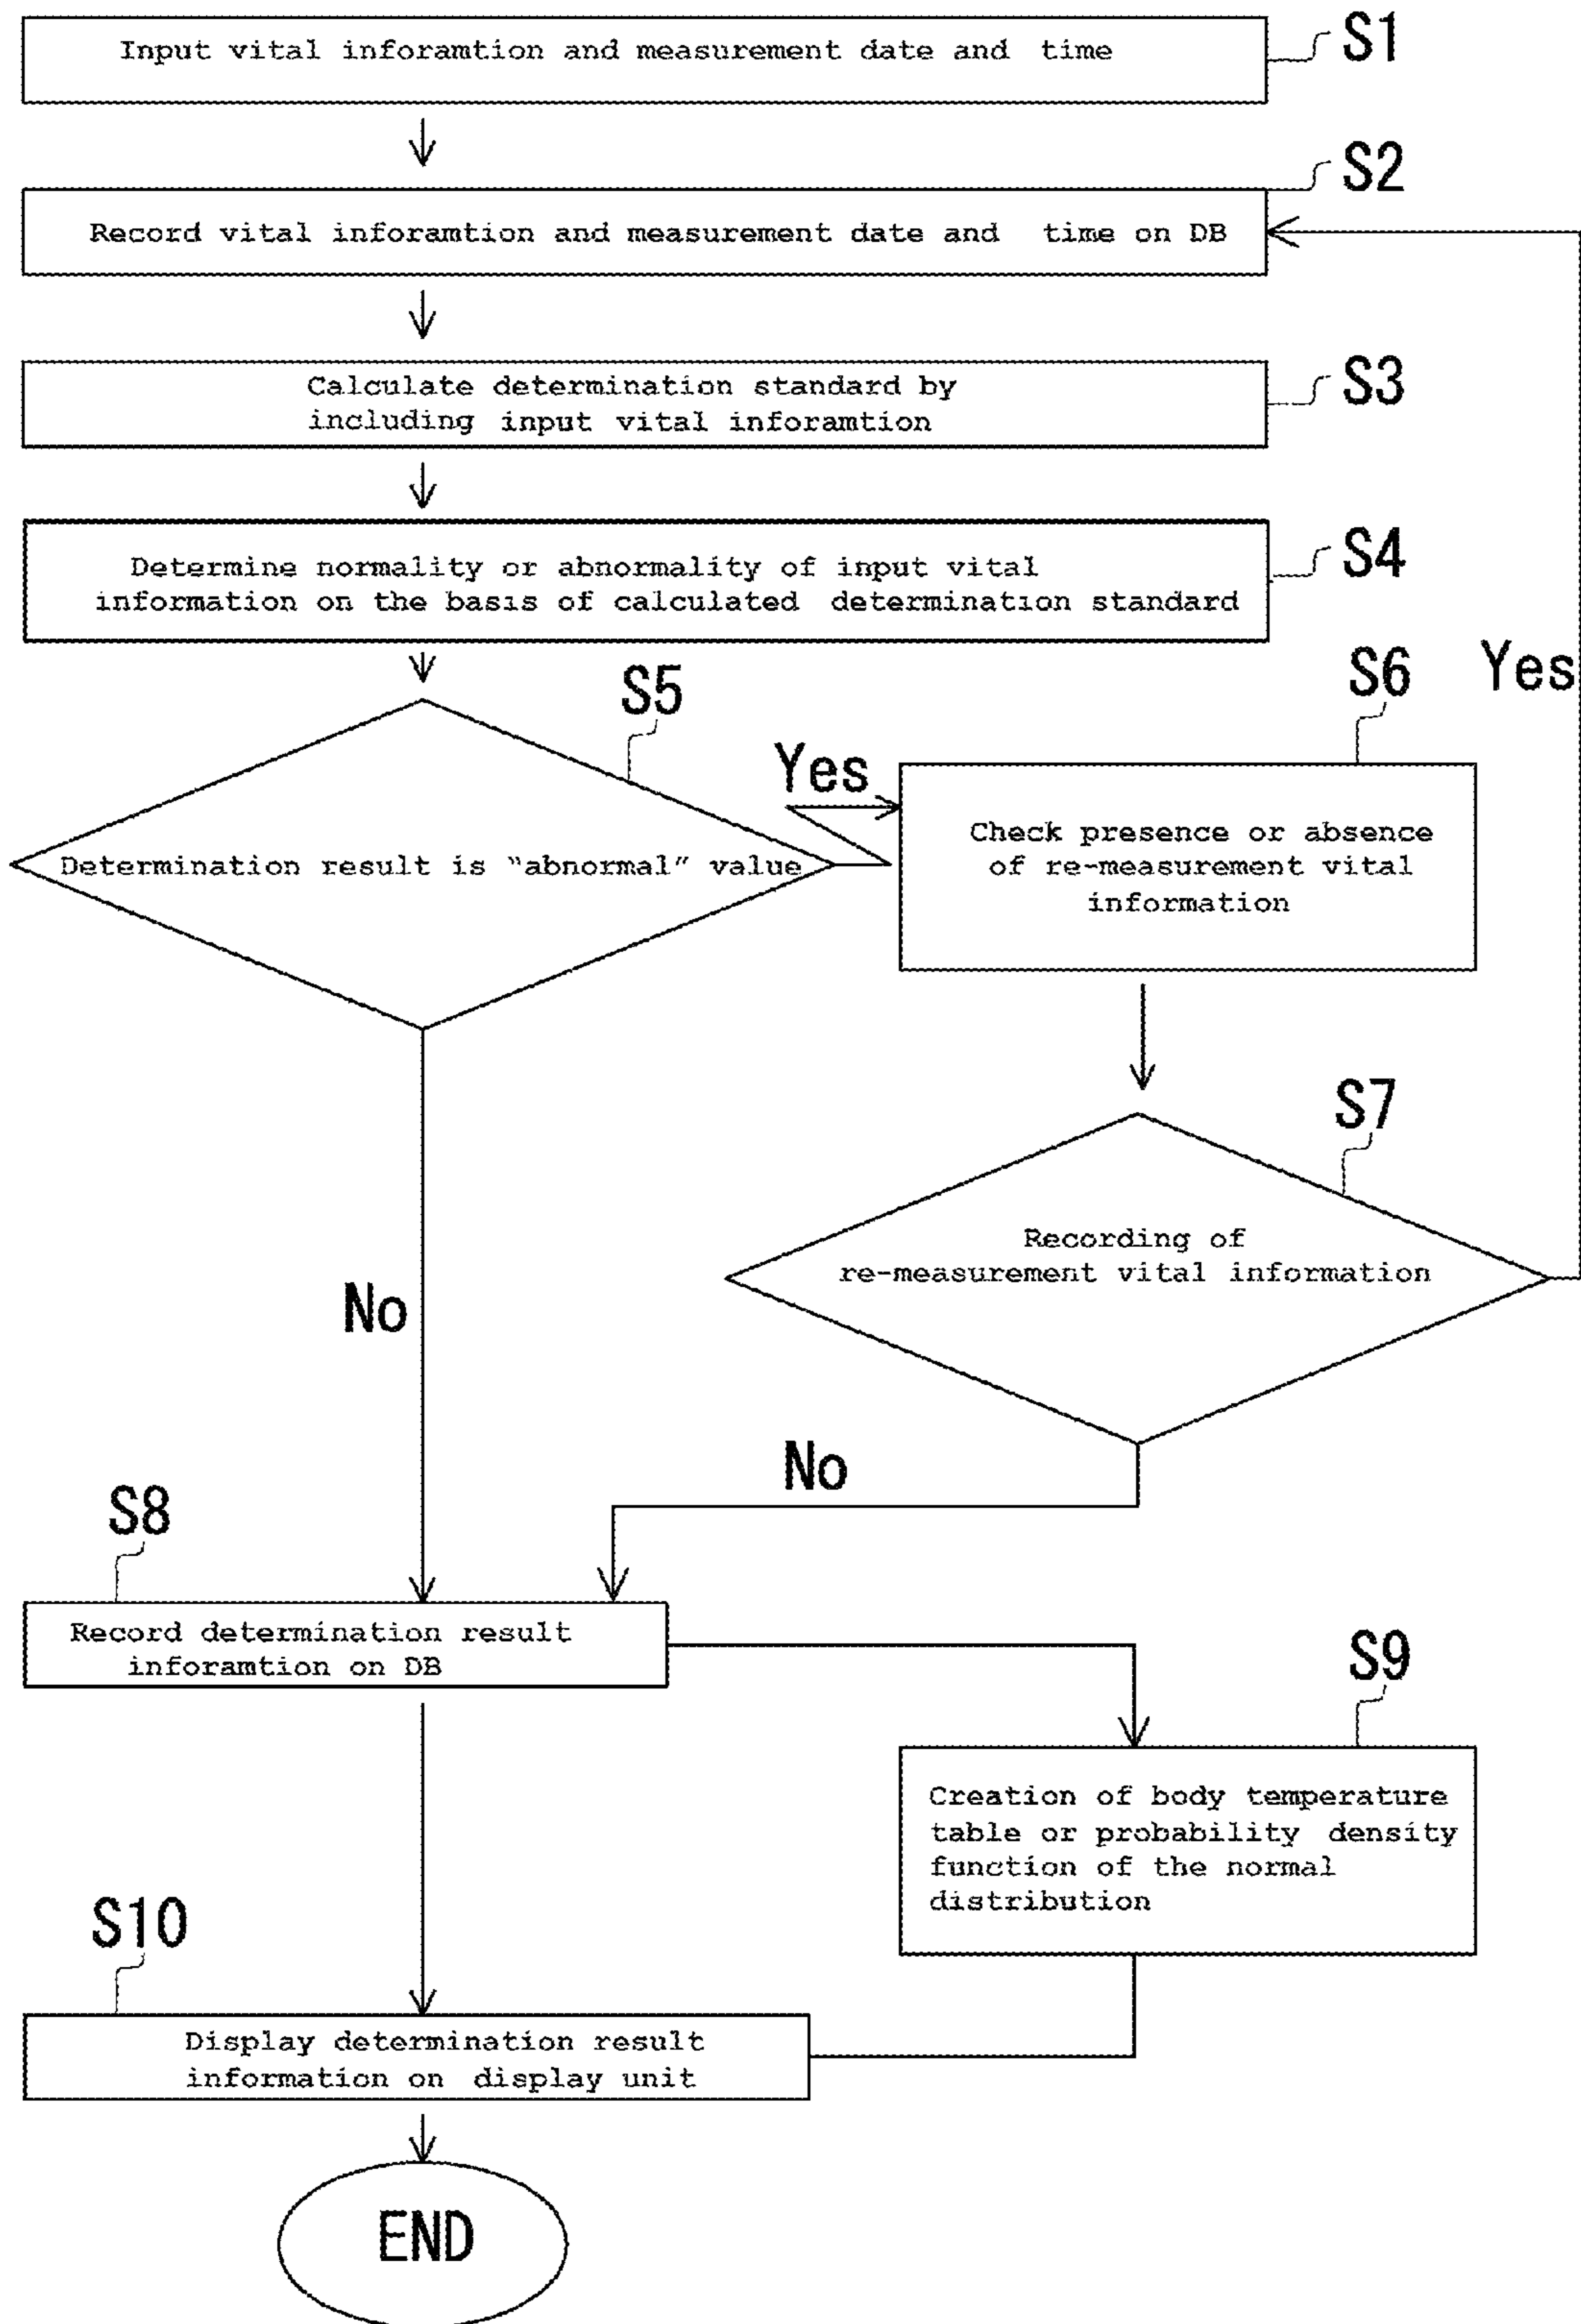 Input vital inforamtion and measurement date and time
S1
S2
Record vital inforamtion and measurement date and time on DB
Calculate determination standard by
including input vital inforamtion
S3
Determine normality or abnormality of input vital
information on the basis of calculated determination standard
S4
S5
Yes
S6
Yes
Determination result is "abnormal" value
Check presence or absence
of re-measurement vital
information
S7
Recording of
re-measurement vital information
No
No
S8
Record determination result
inforamtion on DB
S9
Creation of body temperature
table or probability density
function of the normal
distribution
S10
Display determination result
information on display unit
END